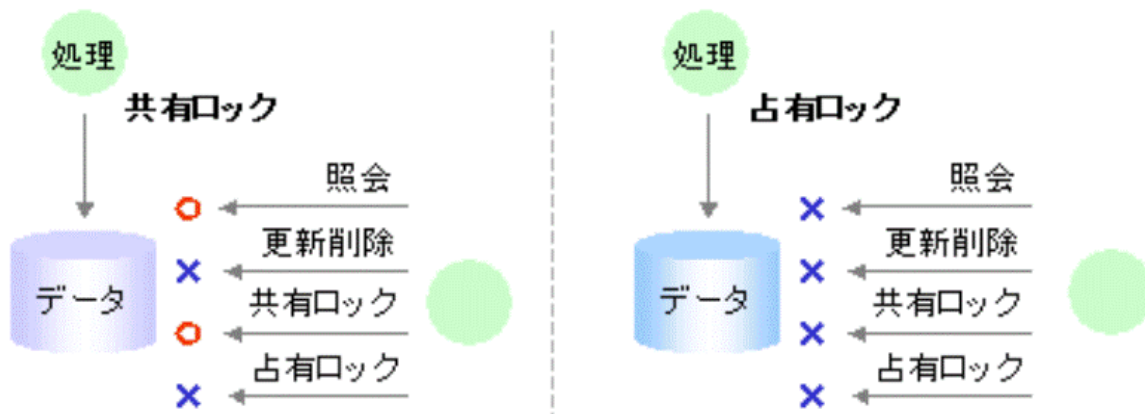 処理
共有ロック
照会
更新削除
データ
共有ロック
占有ロック
処理
占有ロック
照会
更新削除
データ
共有ロック
占有ロック